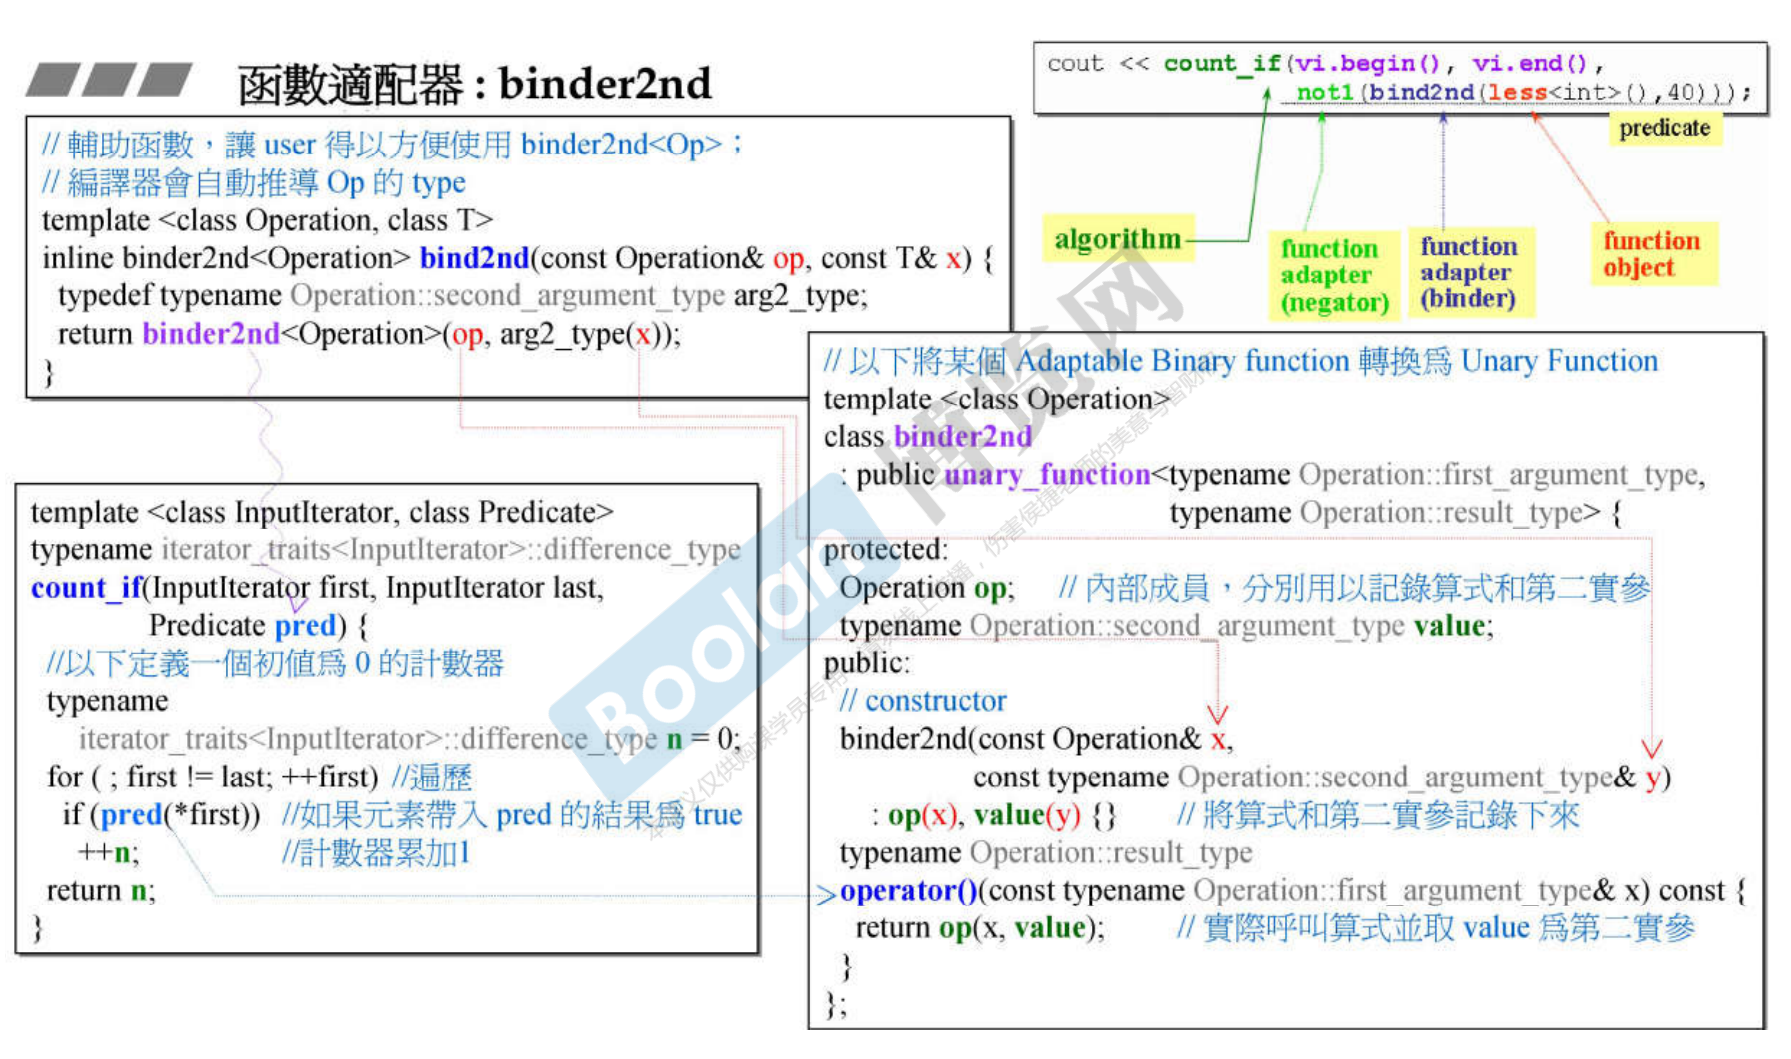 函數適配器 : binder2nd
cout << count_if(vi.begin(), vi.end(),
not1(bind2nd(less<int>(),40)));
predicate
algorithm
function
adapter
(negator)
function
adapter
(binder)
function
object
// 輔助函數，讓 user 得以方便使用 binder2nd<Op>；
// 編譯器會自動推導 Op 的 type
template <class Operation, class T>
inline binder2nd<Operation> bind2nd(const Operation& op, const T& x) {
typedef typename Operation::second_argument_type arg2_type;
return binder2nd<Operation>(op, arg2_type(x));
}
template <class InputIterator, class Predicate>
typename iterator_traits<InputIterator>::difference_type
count_if(InputIterator first, InputIterator last,
Predicate pred) {
//以下定義一個初值為 0 的計數器
typename
iterator_traits<InputIterator>::difference_type n = 0;
for ( ; first != last; ++first) //遍歷
if (pred(*first)) //如果元素帶入 pred 的結果為 true
++n; //計數器累加1
return n;
}
// 以下將某個 Adaptable Binary function 轉換為 Unary Function
template <class Operation>
class binder2nd
: public unary_function<typename Operation::first_argument_type,
typename Operation::result_type> {
protected:
Operation op; // 內部成員，分別用以記錄算式和第二實參
typename Operation::second_argument_type value;
public:
// constructor
binder2nd(const Operation& x,
const typename Operation::second_argument_type& y)
: op(x), value(y) {} // 將算式和第二實參記錄下來
typename Operation::result_type
operator()(const typename Operation::first_argument_type& x) const {
return op(x, value); // 實際呼叫算式並取 value 為第二實參
}
};
Boolan 博览网